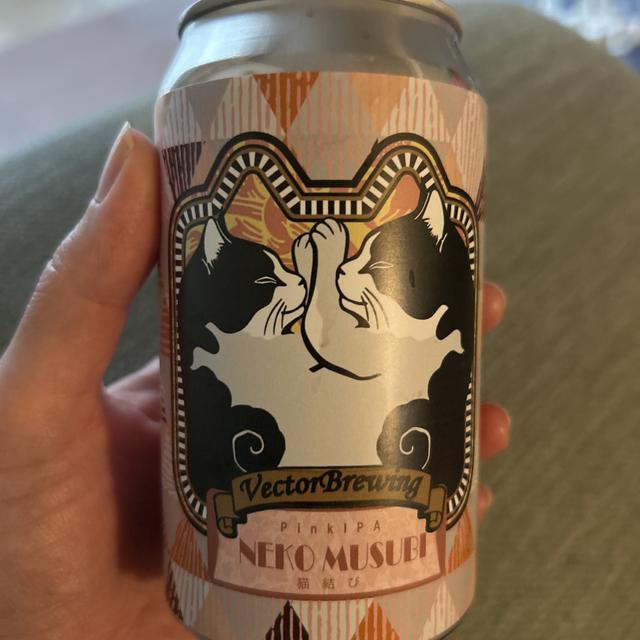 VectorBrewing
PinkIPA
NEKO MUSUBI
猫結び